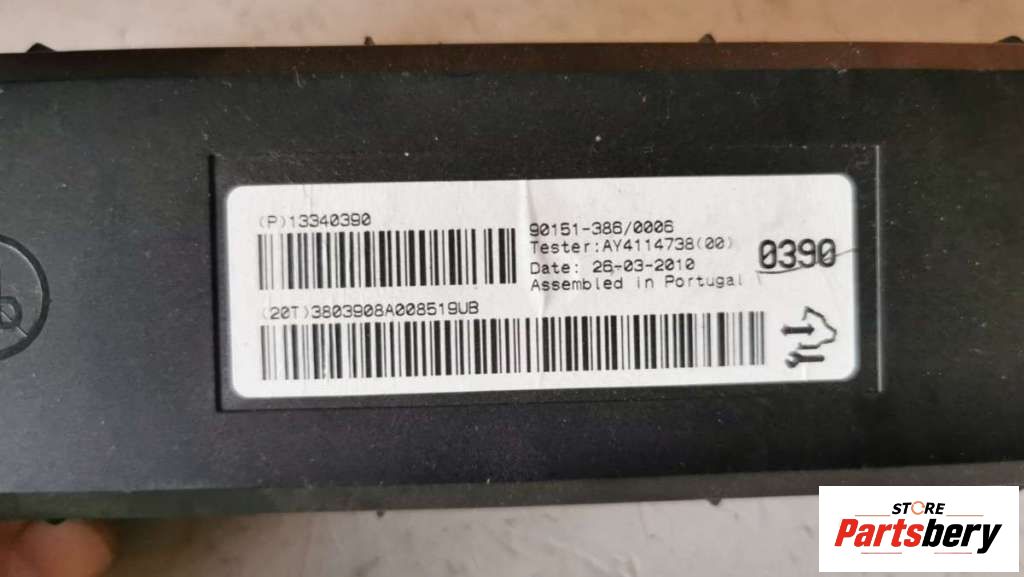 (P)13340390
90151-386/0006
Tester:AY4114738(00)
Date: 26-03-2010
Assembled in Portugal
0390
(20T)3803908A008519UB
STORE
Partsbery